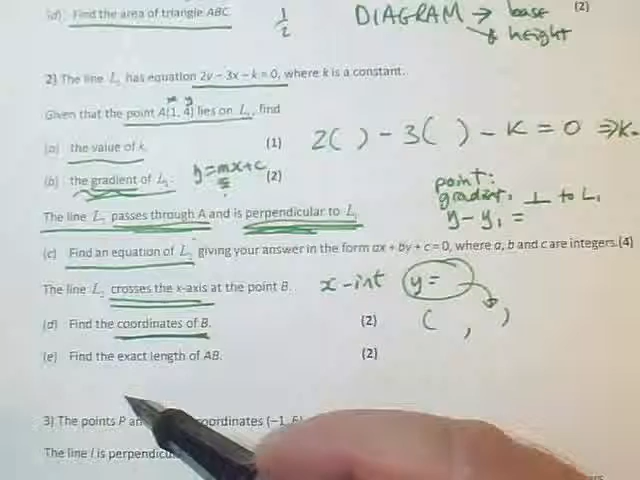 (d) Find the area of triangle ABC. 1/2 DIAGRAM → base (2)
→ height
2) The line L₁ has equation 2y − 3x − k = 0, where k is a constant.
x y
Given that the point A(1, 4) lies on L₁, find
(a) the value of k, (1) 2( ) − 3( ) − K = 0 ⇒ K=
(b) the gradient of L₁. y=mx+c (2)
point:
gradient: ⊥ to L₁
The line L₂ passes through A and is perpendicular to L₁ y − y₁ =
(c) Find an equation of L₂ giving your answer in the form ax + by + c = 0, where a, b and c are integers.(4)
The line L₂ crosses the x-axis at the point B. x-int y=
(d) Find the coordinates of B. (2) ( , )
(e) Find the exact length of AB. (2)
3) The points P an coordinates (−1, 6)
The line l is perpendicu